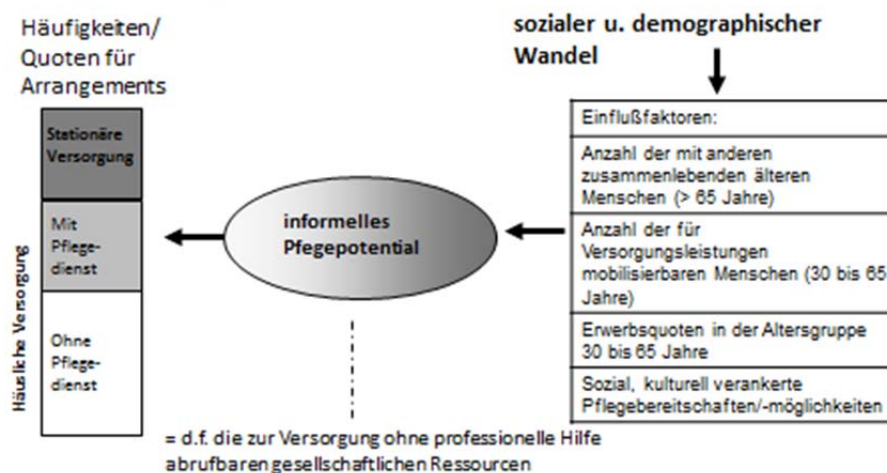 Häufigkeiten/
Quoten für
Arrangements
Stationäre
Versorgung
Mit
Pflege-
dienst
Ohne
Pflege-
dienst
Häusliche Versorgung
informelles
Pfegepotential
= d.f. die zur Versorgung ohne professionelle Hilfe
abrufbaren gesellschaftlichen Ressourcen
sozialer u. demographischer
Wandel
Einflußfaktoren:
Anzahl der mit anderen
zusammenlebenden älteren
Menschen (> 65 Jahre)
Anzahl der für
Versorgungsleistungen
mobilisierbaren Menschen (30 bis 65
Jahre)
Erwerbsquoten in der Altersgruppe
30 bis 65 Jahre
Sozial, kulturell verankerte
Pflegebereitschaften/-möglichkeiten